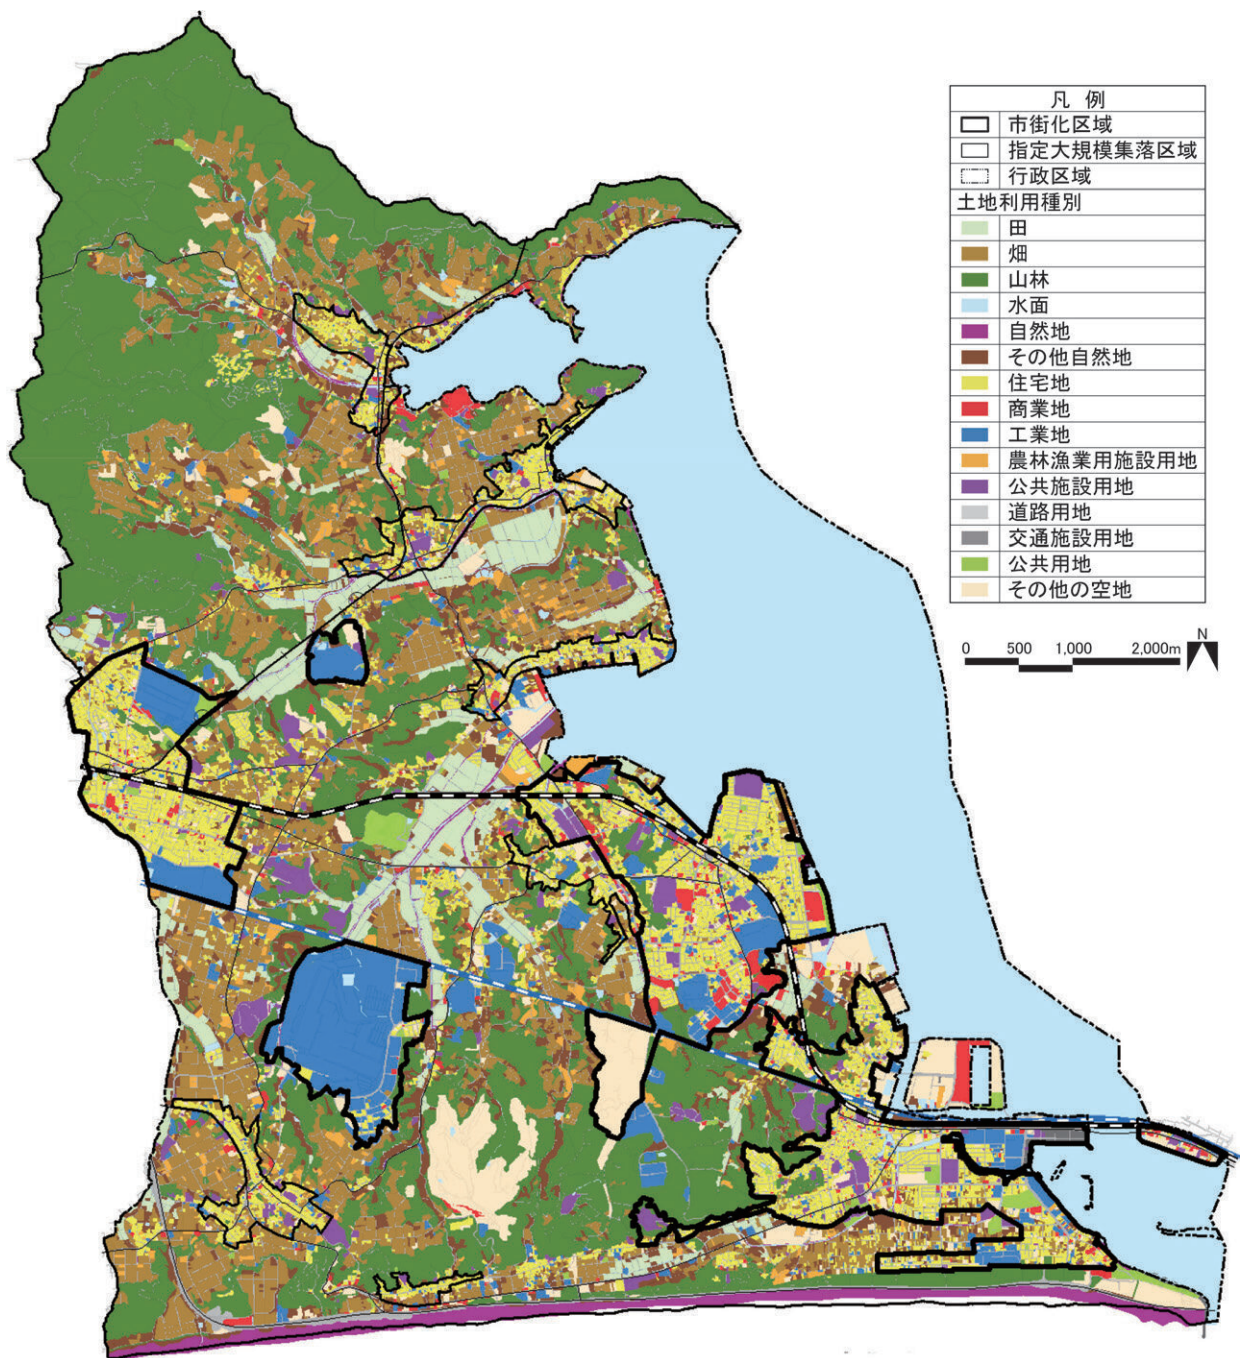 凡 例
市街化区域
指定大規模集落区域
行政区域
土地利用種別
田
畑
山林
水面
自然地
その他自然地
住宅地
商業地
工業地
農林漁業用施設用地
公共施設用地
道路用地
交通施設用地
公共用地
その他の空地
0 500 1,000 2,000m
N